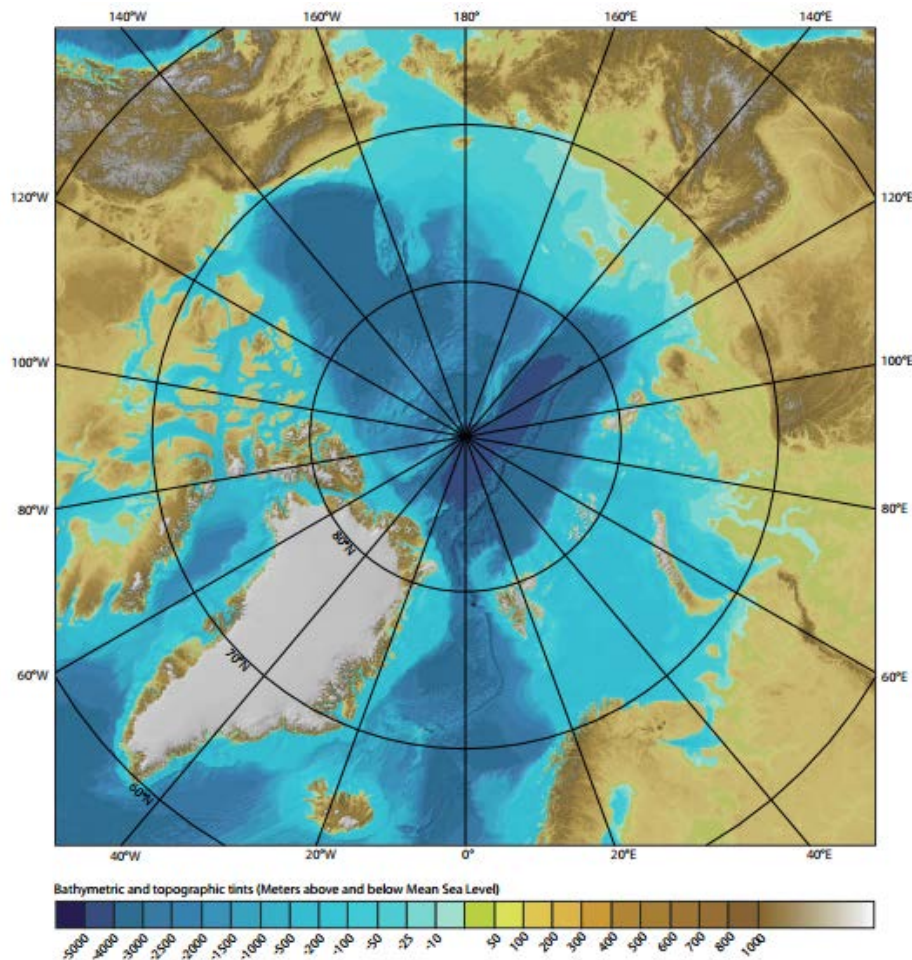 140°W 160°W 180° 160°E 140°E
120°W 120°E
100°W 100°E
80°W 80°E
80°N
70°N
60°W 60°E
60°N
40°W 20°W 0° 20°E 40°E
Bathymetric and topographic tints (Meters above and below Mean Sea Level)
-5000 -4000 -3000 -2500 -2000 -1500 -1000 -500 -200 -100 -50 -25 -10 50 100 200 300 400 500 600 700 800 1000